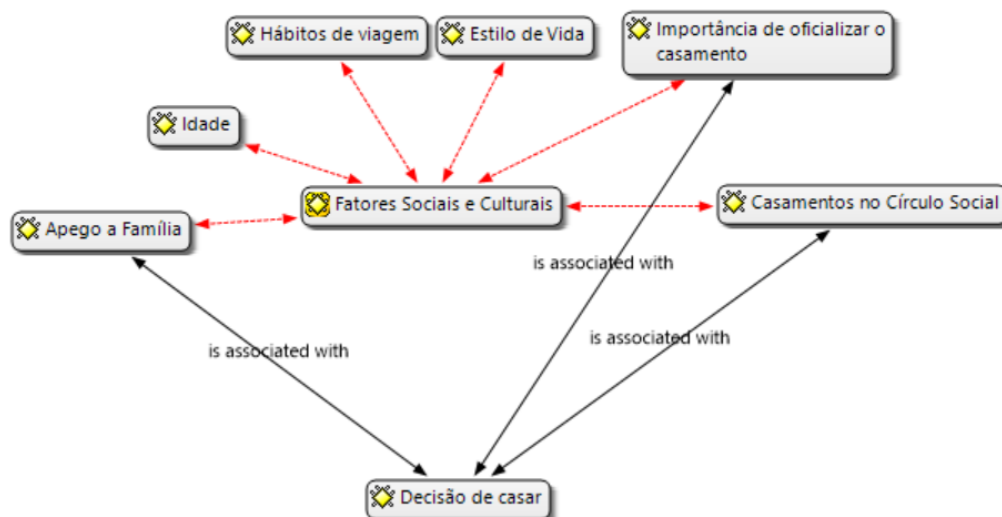 Hábitos de viagem
Estilo de Vida
Importância de oficializar o
casamento
Idade
Fatores Sociais e Culturais
Casamentos no Círculo Social
Apego a Família
is associated with
is associated with
is associated with
Decisão de casar